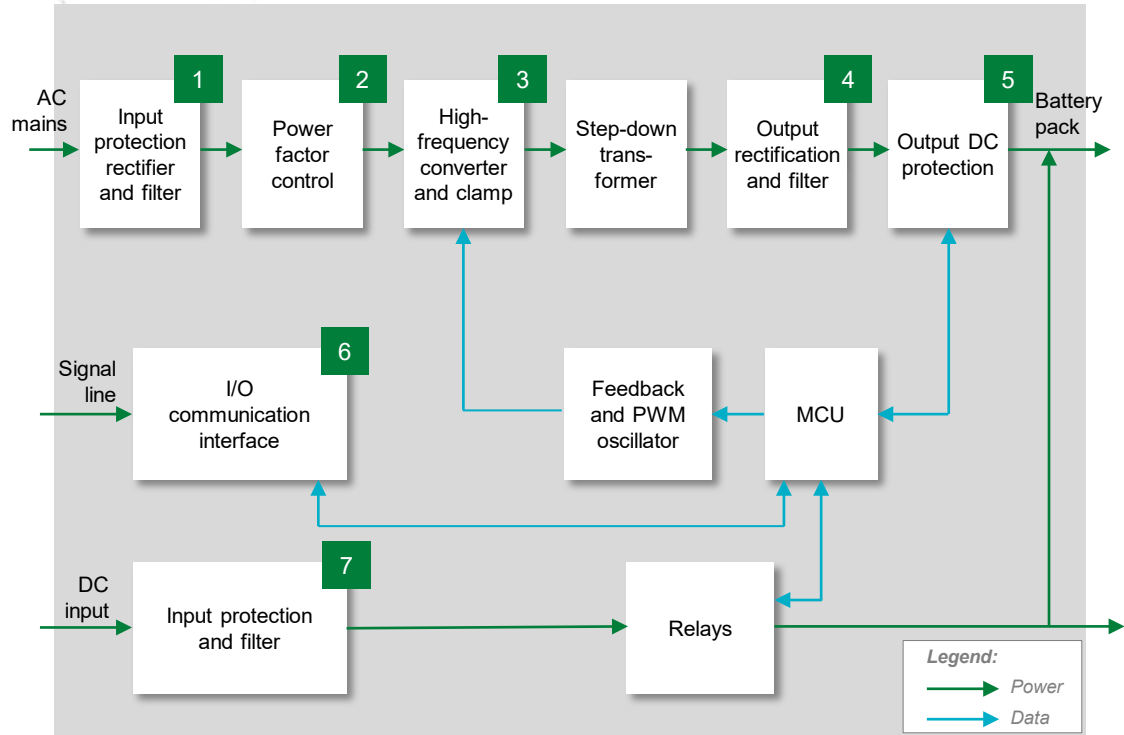 1
2
3
4
5
AC
mains
Input
protection
rectifier
and filter
Power
factor
control
High-
frequency
converter
and clamp
Step-down
trans-
former
Output
rectification
and filter
Output DC
protection
Battery
pack
6
Signal
line
I/O
communication
interface
Feedback
and PWM
oscillator
MCU
7
DC
input
Input protection
and filter
Relays
Legend:
Power
Data